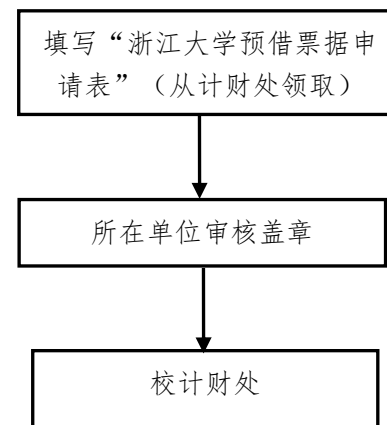 填写“浙江大学预借票据申
请表”（从计财处领取）
所在单位审核盖章
校计财处